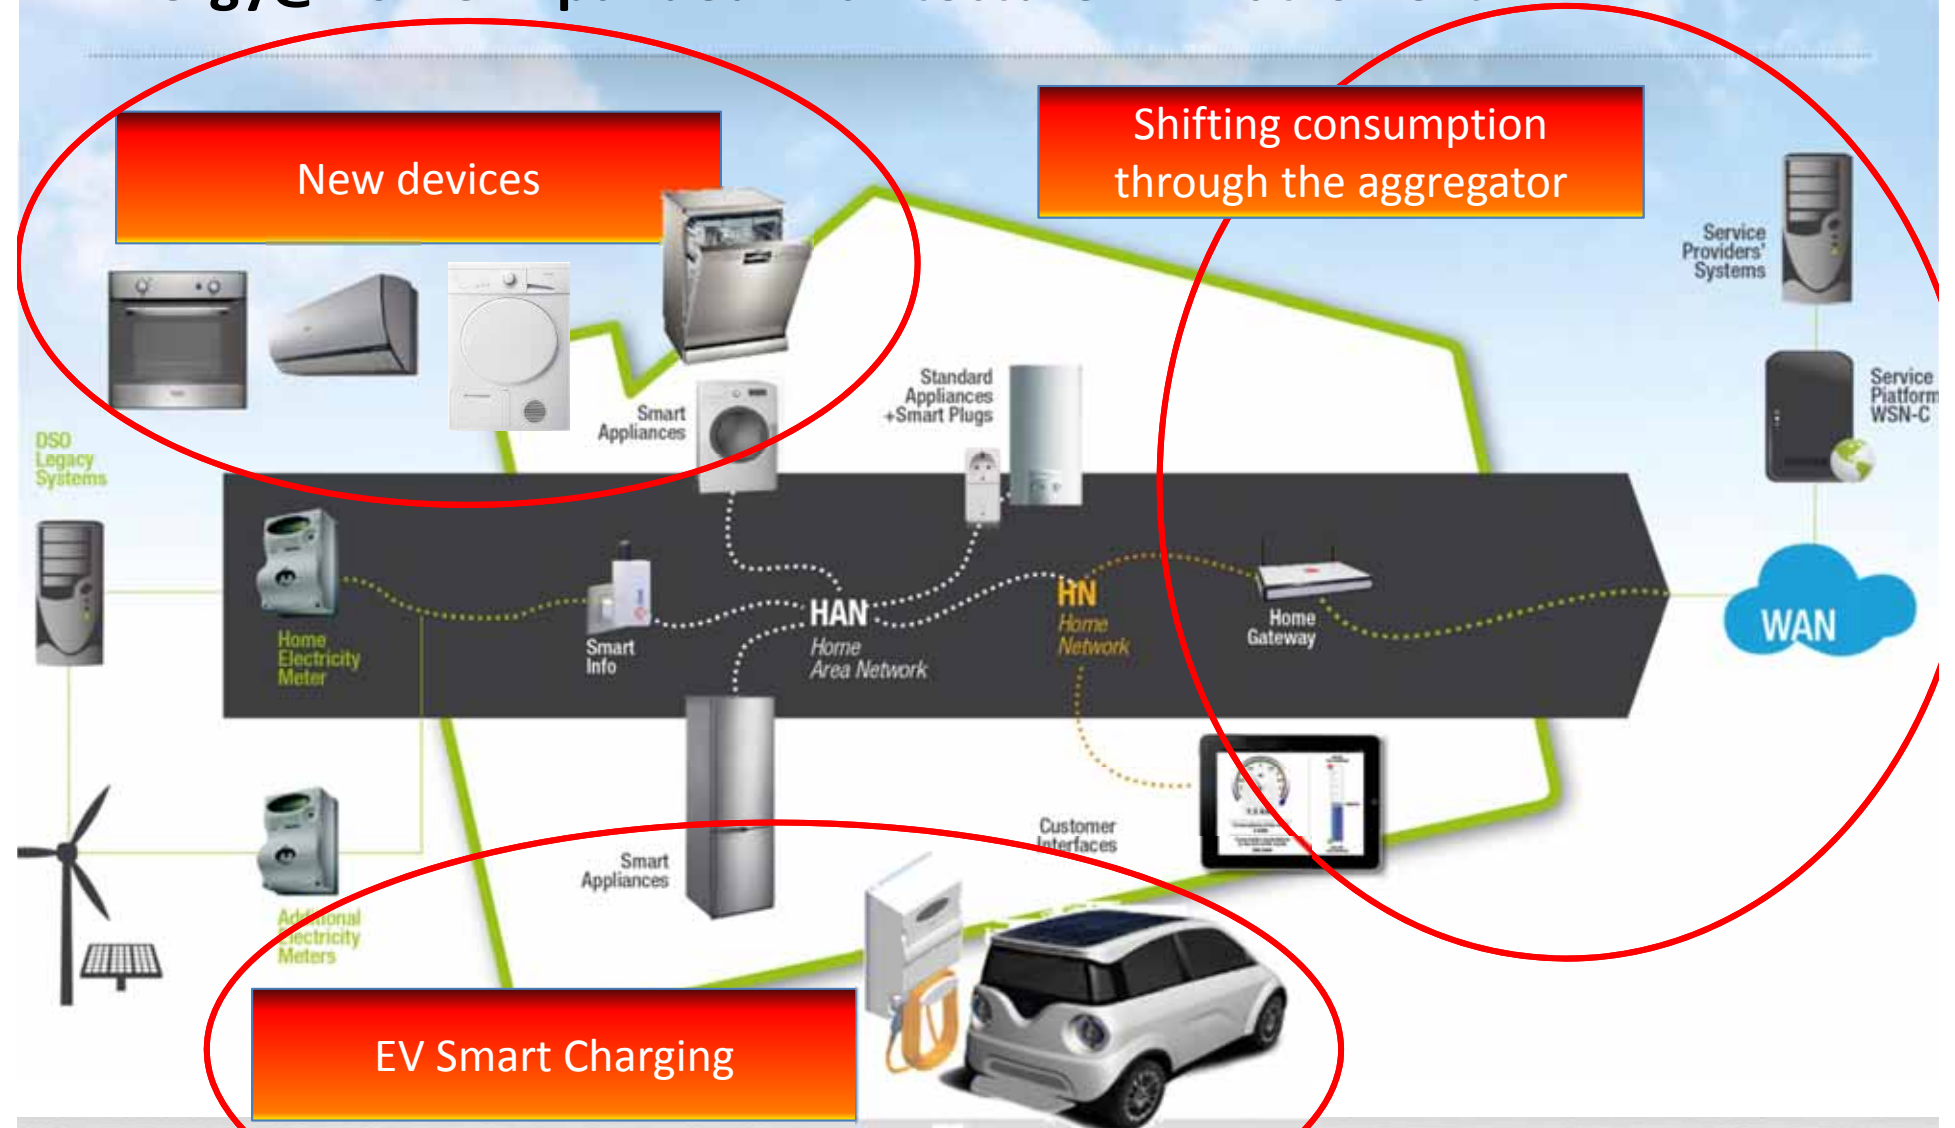 New devices
Shifting consumption
through the aggregator
Service
Providers'
Systems
Standard
Appliances
+Smart Plugs
Service
Platform
WSN-C
Smart
Appliances
DSO
Legacy
Systems
HAN
Home
Area Network
HN
Home
Network
Home
Gateway
WAN
Home
Electricity
Meter
Smart
Info
Customer
Interfaces
Smart
Appliances
Additional
Electricity
Meters
EV Smart Charging